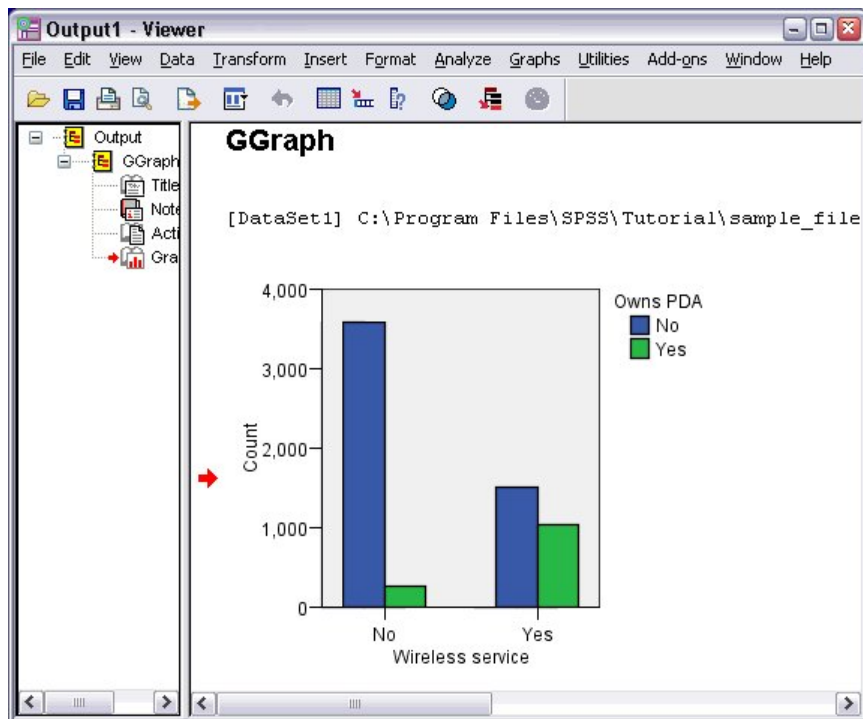 Output1 - Viewer
File Edit View Data Transform Insert Format Analyze Graphs Utilities Add-ons Window Help
Output
GGraph
Title
Note
Acti
Gra
GGraph
[DataSet1] C:\Program Files\SPSS\Tutorial\sample_file
4,000
3,000
2,000
1,000
0
Count
No
Yes
Wireless service
Owns PDA
No
Yes